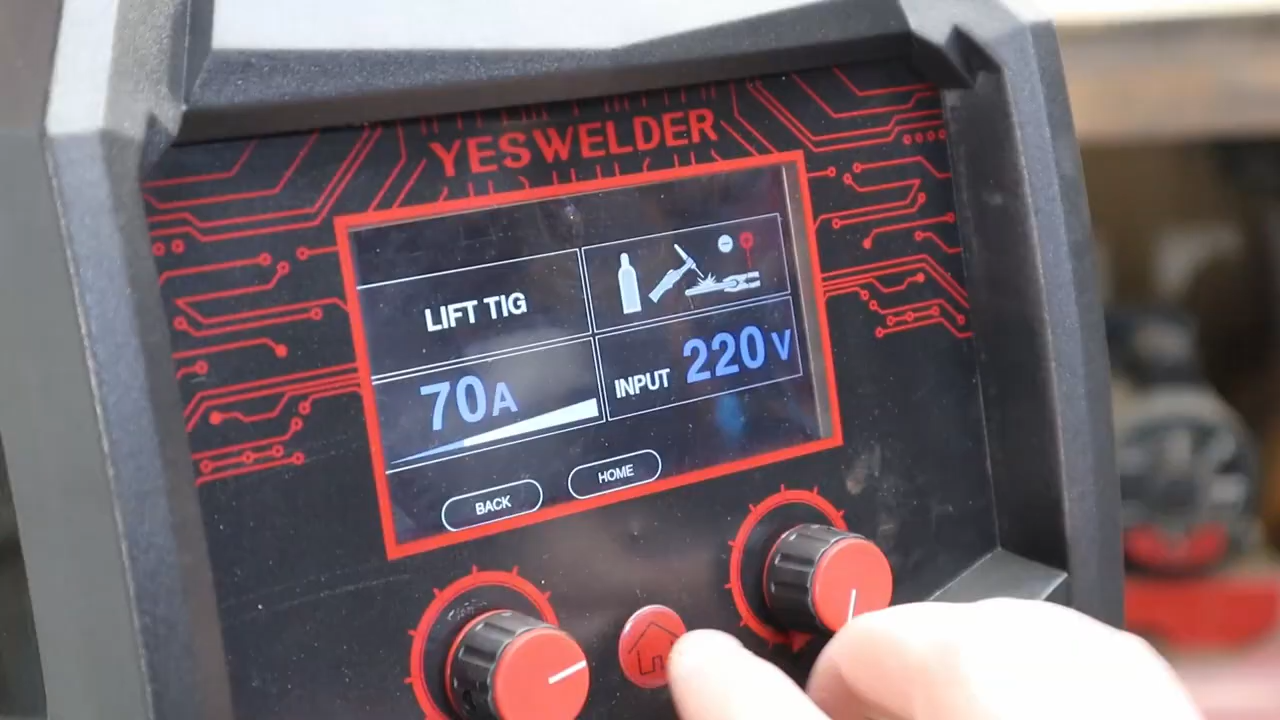 YESWELDER
LIFT TIG
70A
INPUT 220V
BACK
HOME